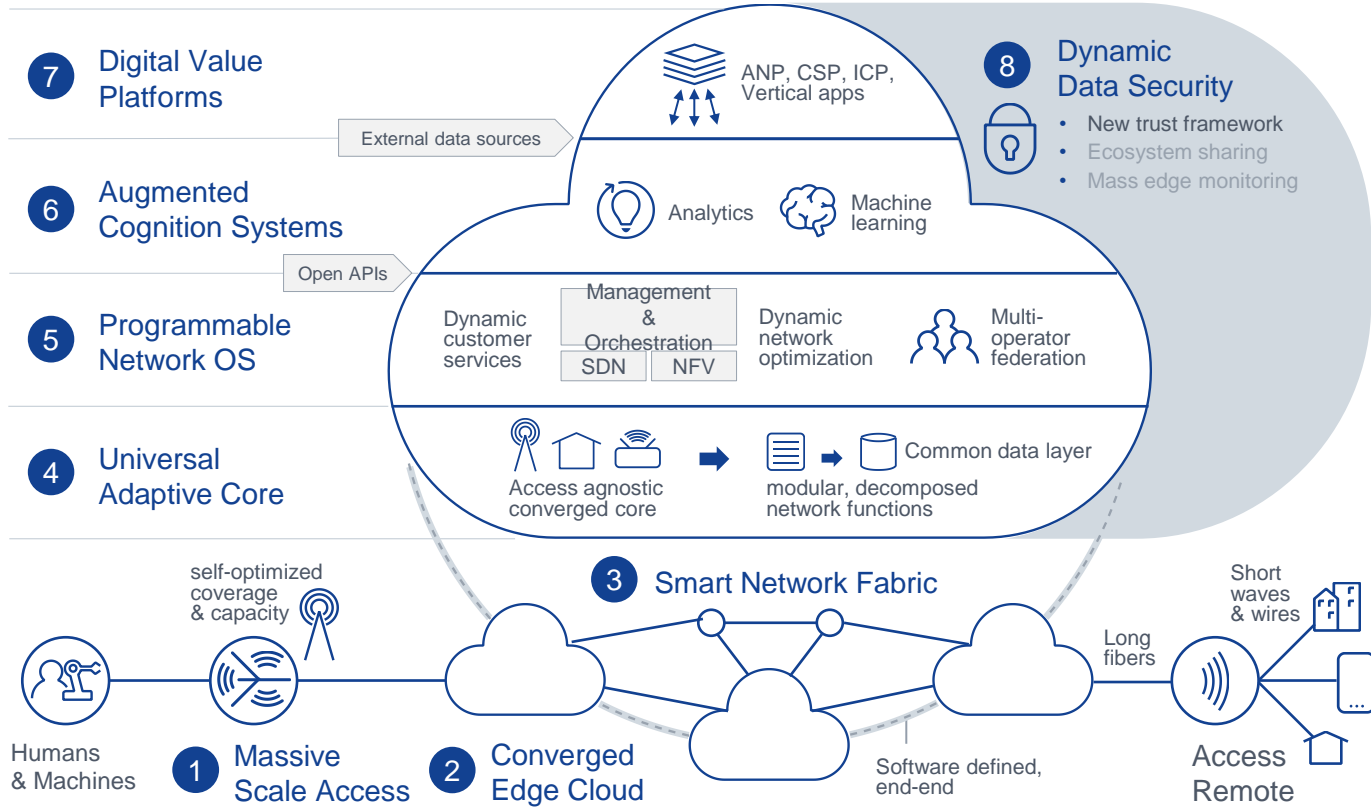 7
Digital Value
Platforms
ANP, CSP, ICP,
Vertical apps
8
Dynamic
Data Security
• New trust framework
• Ecosystem sharing
• Mass edge monitoring
External data sources
6
Augmented
Cognition Systems
Analytics
Machine
learning
Open APIs
5
Programmable
Network OS
Dynamic
customer
services
Management
&
Orchestration
SDN
NFV
Dynamic
network
optimization
Multi-
operator
federation
4
Universal
Adaptive Core
Access agnostic
converged core
modular, decomposed
network functions
Common data layer
self-optimized
coverage
& capacity
3
Smart Network Fabric
Short
waves
& wires
Long
fibers
Humans
& Machines
1
Massive
Scale Access
2
Converged
Edge Cloud
Software defined,
end-end
Access
Remote